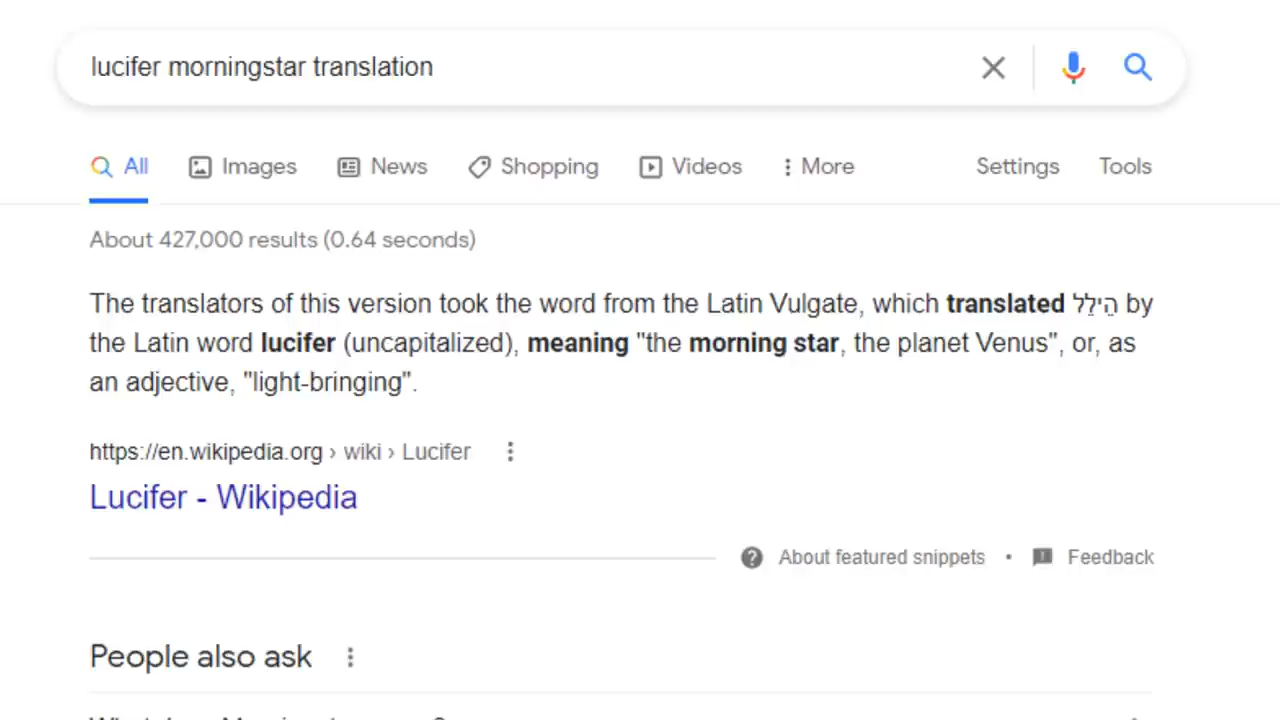 lucifer morningstar translation
All Images News Shopping Videos More Settings Tools
About 427,000 results (0.64 seconds)
The translators of this version took the word from the Latin Vulgate, which translated הֵילֵל by
the Latin word lucifer (uncapitalized), meaning "the morning star, the planet Venus", or, as
an adjective, "light-bringing".
https://en.wikipedia.org › wiki › Lucifer
Lucifer - Wikipedia
About featured snippets • Feedback
People also ask